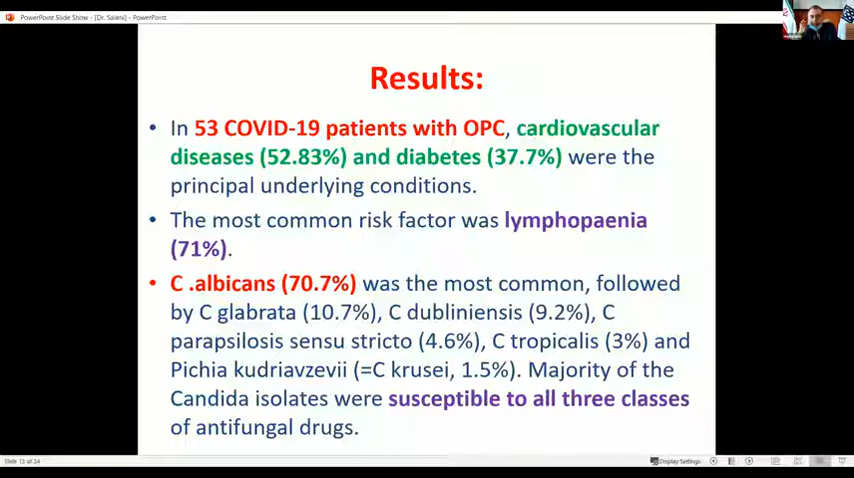 PowerPoint Slide Show - [Dr. Salehi] - PowerPoint
Results:
• In 53 COVID-19 patients with OPC, cardiovascular
diseases (52.83%) and diabetes (37.7%) were the
principal underlying conditions.
• The most common risk factor was lymphopaenia
(71%).
• C .albicans (70.7%) was the most common, followed
by C glabrata (10.7%), C dubliniensis (9.2%), C
parapsilosis sensu stricto (4.6%), C tropicalis (3%) and
Pichia kudriavzevii (=C krusei, 1.5%). Majority of the
Candida isolates were susceptible to all three classes
of antifungal drugs.
Slide 13 of 24
Display Settings